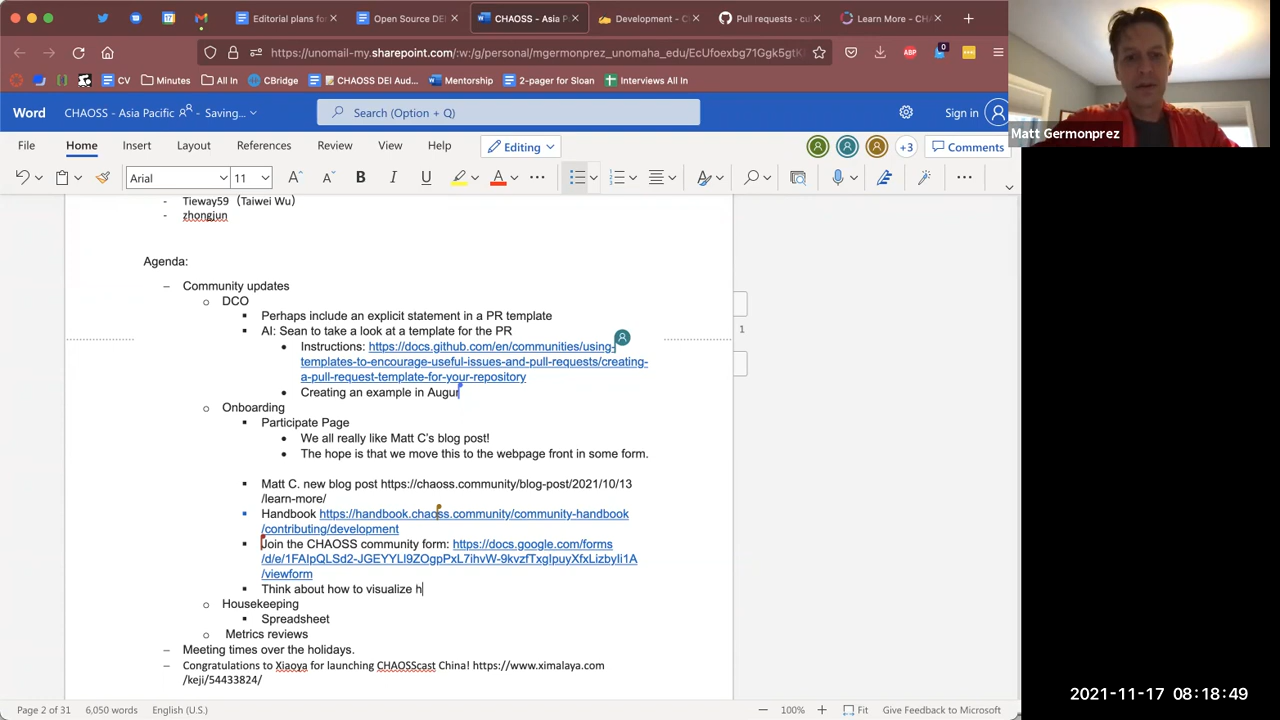 Editorial plans fo
Open Source DEI
CHAOSS - Asia P
Development - C
Pull requests · c
Learn More - CHA
https://unomail-my.sharepoint.com/:w:/g/personal/mgermonprez_unomaha_edu/EcUfoexbg71Ggk5gtK
ABP
0
CV
Minutes
All In
CBridge
CHAOSS DEI Aud...
Mentorship
2-pager for Sloan
Interviews All In
Word
CHAOSS - Asia Pacific
- Saving...
Search (Option + Q)
Sign in
File
Home
Insert
Layout
References
Review
View
Help
Editing
+3
Comments
Arial
11
Matt Germonprez
- Tieway59 (Taiwei Wu)
- zhongjun
Agenda:
– Community updates
o DCO
▪ Perhaps include an explicit statement in a PR template
▪ AI: Sean to take a look at a template for the PR
• Instructions: https://docs.github.com/en/communities/using-
templates-to-encourage-useful-issues-and-pull-requests/creating-
a-pull-request-template-for-your-repository
• Creating an example in Augur
o Onboarding
▪ Participate Page
• We all really like Matt C's blog post!
• The hope is that we move this to the webpage front in some form.
▪ Matt C. new blog post https://chaoss.community/blog-post/2021/10/13
/learn-more/
▪ Handbook https://handbook.chaoss.community/community-handbook
/contributing/development
▪ Join the CHAOSS community form: https://docs.google.com/forms
/d/e/1FAIpQLSd2-JGEYYLl9ZOgpPxL7ihvW-9kvzfTxgIpuyXfxLizbyIi1A
/viewform
▪ Think about how to visualize h
o Housekeeping
▪ Spreadsheet
o Metrics reviews
– Meeting times over the holidays.
– Congratulations to Xiaoya for launching CHAOSScast China! https://www.ximalaya.com
/keji/54433824/
1
Page 2 of 31
6,050 words
English (U.S.)
100%
Fit
Give Feedback to Microsoft
2021-11-17 08:18:49